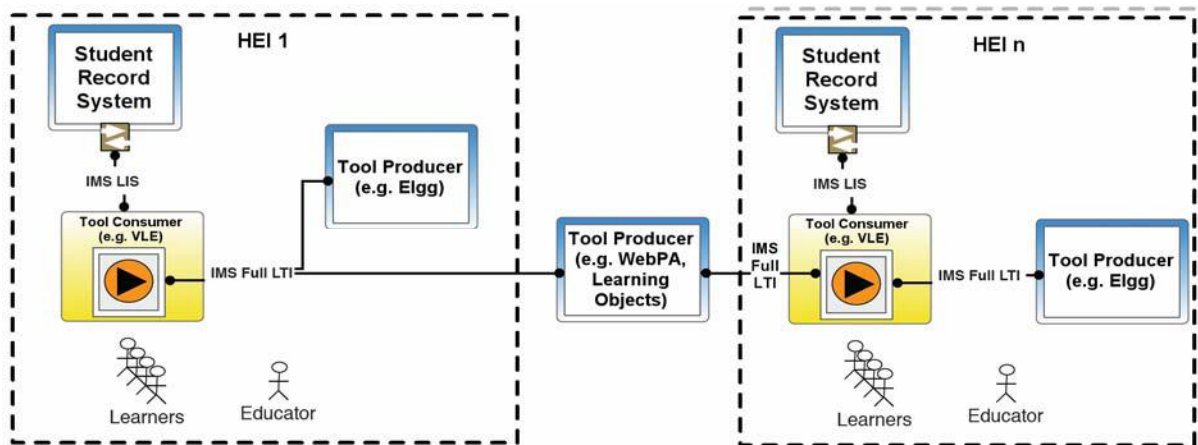 HEI 1
Student
Record
System
IMS LIS
Tool Consumer
(e.g. VLE)
IMS Full LTI
Tool Producer
(e.g. Elgg)
Learners
Educator
Tool Producer
(e.g. WebPA,
Learning
Objects)
IMS
Full
LTI
HEI n
Student
Record
System
IMS LIS
Tool Consumer
(e.g. VLE)
IMS Full LTI
Tool Producer
(e.g. Elgg)
Learners
Educator